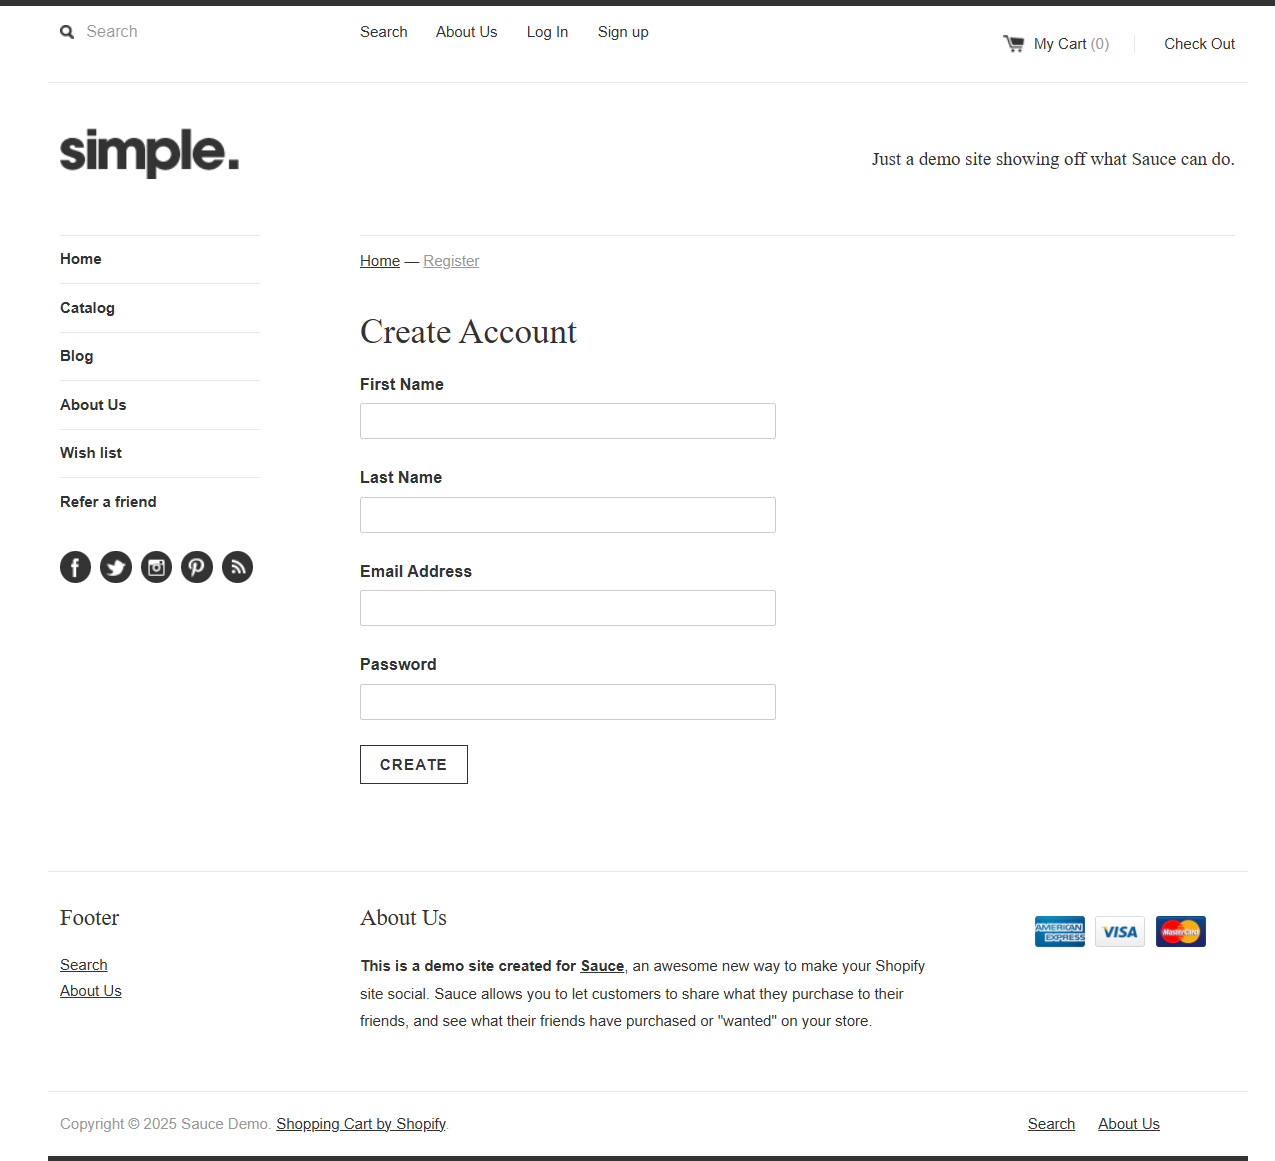 Search
Search About Us Log In Sign up
My Cart (0) Check Out
simple.
Just a demo site showing off what Sauce can do.
Home
Catalog
Blog
About Us
Wish list
Refer a friend
Home — Register
Create Account
First Name
Last Name
Email Address
Password
CREATE
Footer
Search
About Us
About Us
This is a demo site created for Sauce, an awesome new way to make your Shopify
site social. Sauce allows you to let customers to share what they purchase to their
friends, and see what their friends have purchased or "wanted" on your store.
AMERICAN EXPRESS
VISA
MasterCard
Copyright © 2025 Sauce Demo. Shopping Cart by Shopify.
Search About Us